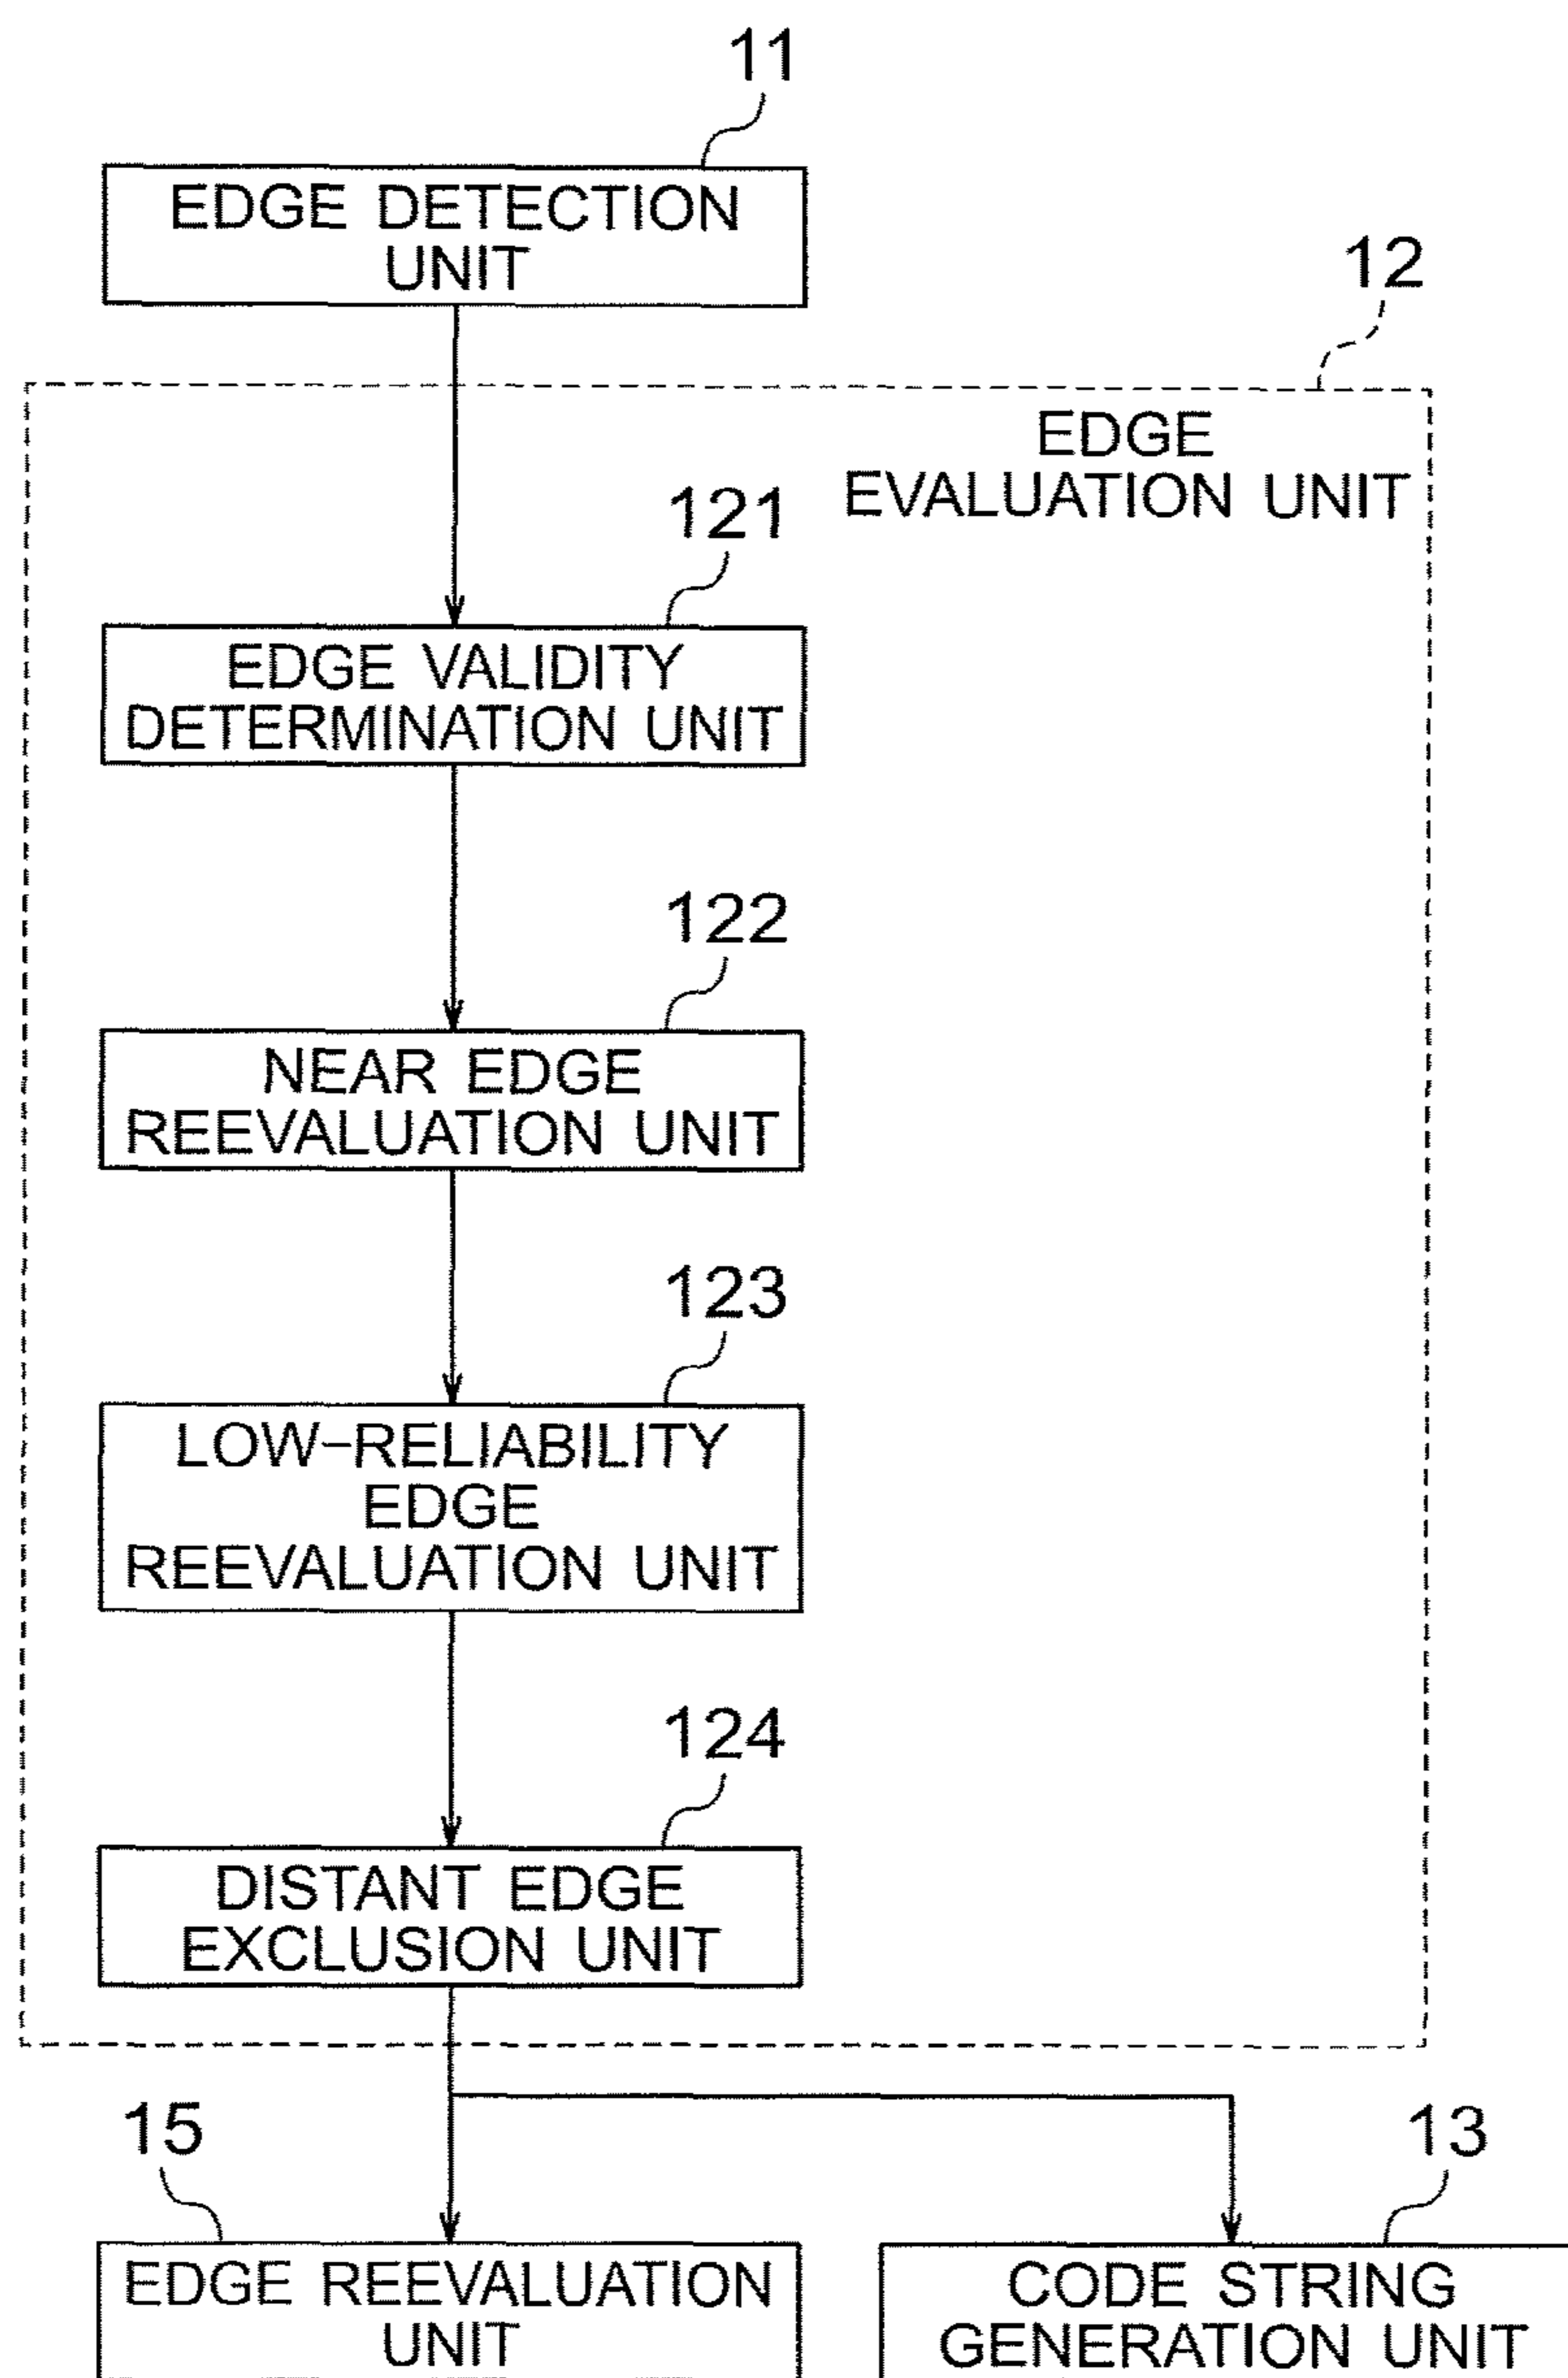 11
EDGE DETECTION
UNIT
12
EDGE
EVALUATION UNIT
121
EDGE VALIDITY
DETERMINATION UNIT
122
NEAR EDGE
REEVALUATION UNIT
123
LOW-RELIABILITY
EDGE
REEVALUATION UNIT
124
DISTANT EDGE
EXCLUSION UNIT
15
EDGE REEVALUATION
UNIT
13
CODE STRING
GENERATION UNIT